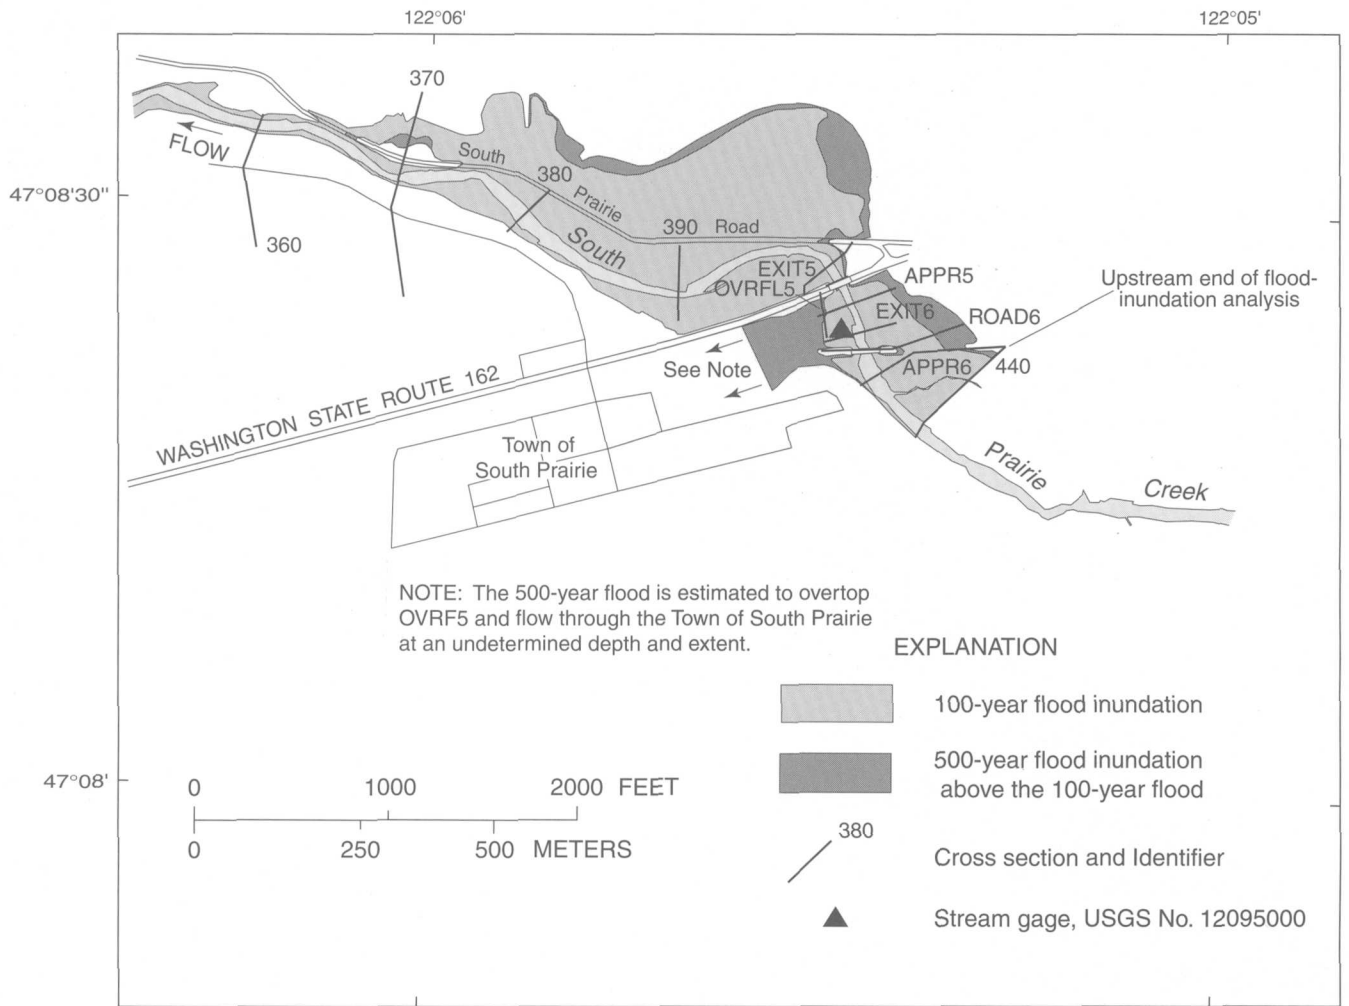 122°06'
122°05'
370
FLOW
South
380
Prairie
47°08'30"
360
390
Road
South
EXIT5
OVRFL5
APPR5
Upstream end of flood-
inundation analysis
EXIT6
ROAD6
See Note
APPR6
440
WASHINGTON STATE ROUTE 162
Town of
South Prairie
Prairie
Creek
NOTE: The 500-year flood is estimated to overtop
OVRF5 and flow through the Town of South Prairie
at an undetermined depth and extent.
EXPLANATION
100-year flood inundation
500-year flood inundation
above the 100-year flood
47°08'
0 1000 2000 FEET
0 250 500 METERS
380
Cross section and Identifier
Stream gage, USGS No. 12095000